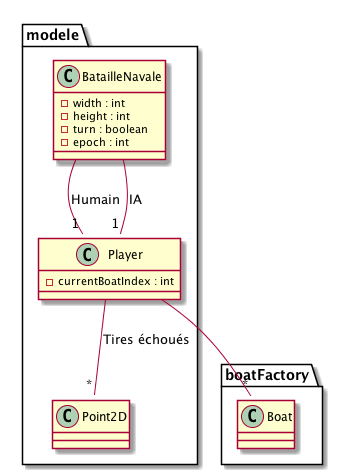 modele
C BatailleNavale
width : int
height : int
turn : boolean
epoch : int
Humain IA
1 1
C Player
currentBoatIndex : int
Tires échoués
boatFactory
* *
C Point2D
C Boat